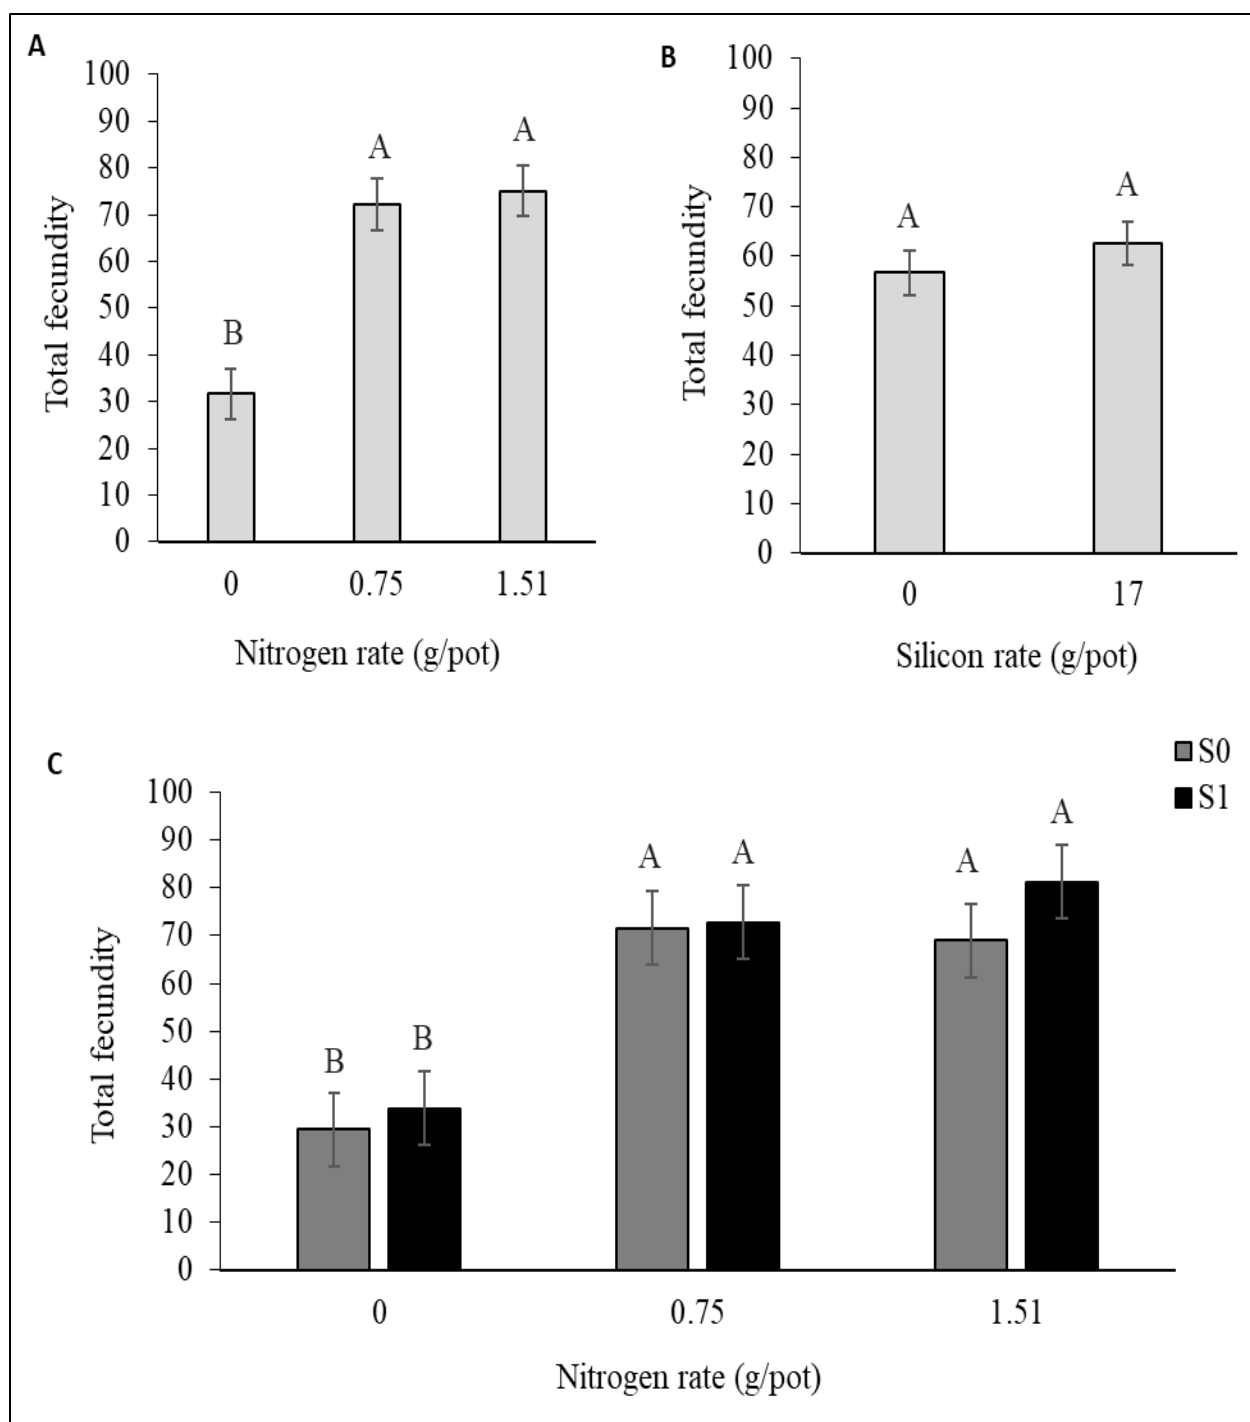 A
100
90
80
70
60
50
40
30
20
10
0
Total fecundity
B
A
A
0 0.75 1.51
Nitrogen rate (g/pot)
B
100
90
80
70
60
50
40
30
20
10
0
Total fecundity
A
A
0 17
Silicon rate (g/pot)
C
S0
S1
100
90
80
70
60
50
40
30
20
10
0
Total fecundity
B
B
A
A
A
A
0 0.75 1.51
Nitrogen rate (g/pot)